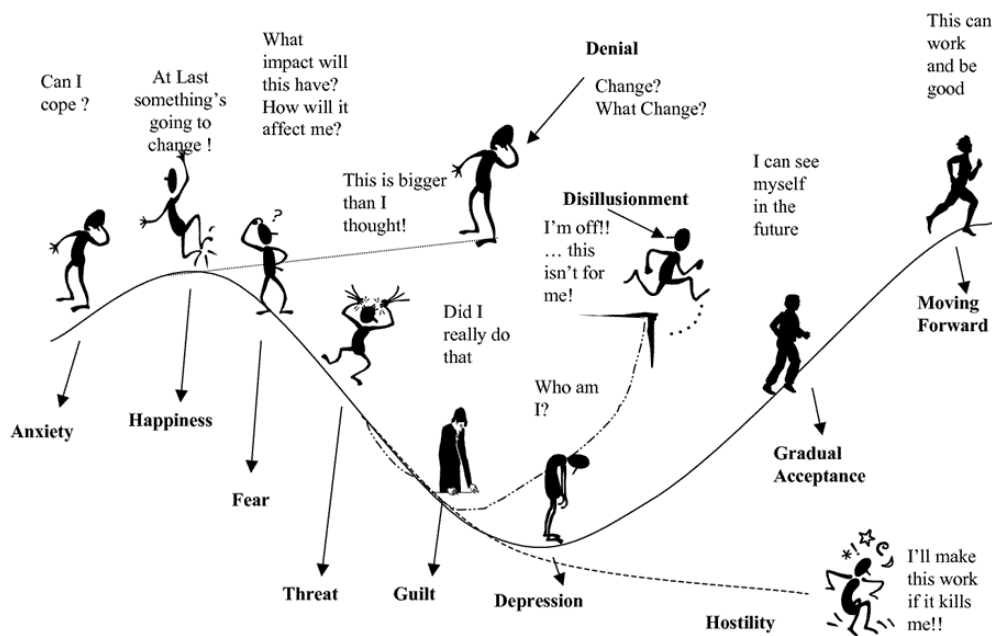 Can I
cope ?
At Last
something's
going to
change !
What
impact will
this have?
How will it
affect me?
?
This is bigger
than I
thought!
Denial
Change?
What Change?
Disillusionment
I'm off!!
... this
isn't for
me!
I can see
myself
in the
future
This can
work
and be
good
Did I
really do
that
Who am
I?
Anxiety
Happiness
Fear
Threat
Guilt
Depression
Hostility
Gradual
Acceptance
Moving
Forward
*!
I'll make
this work
if it kills
me!!